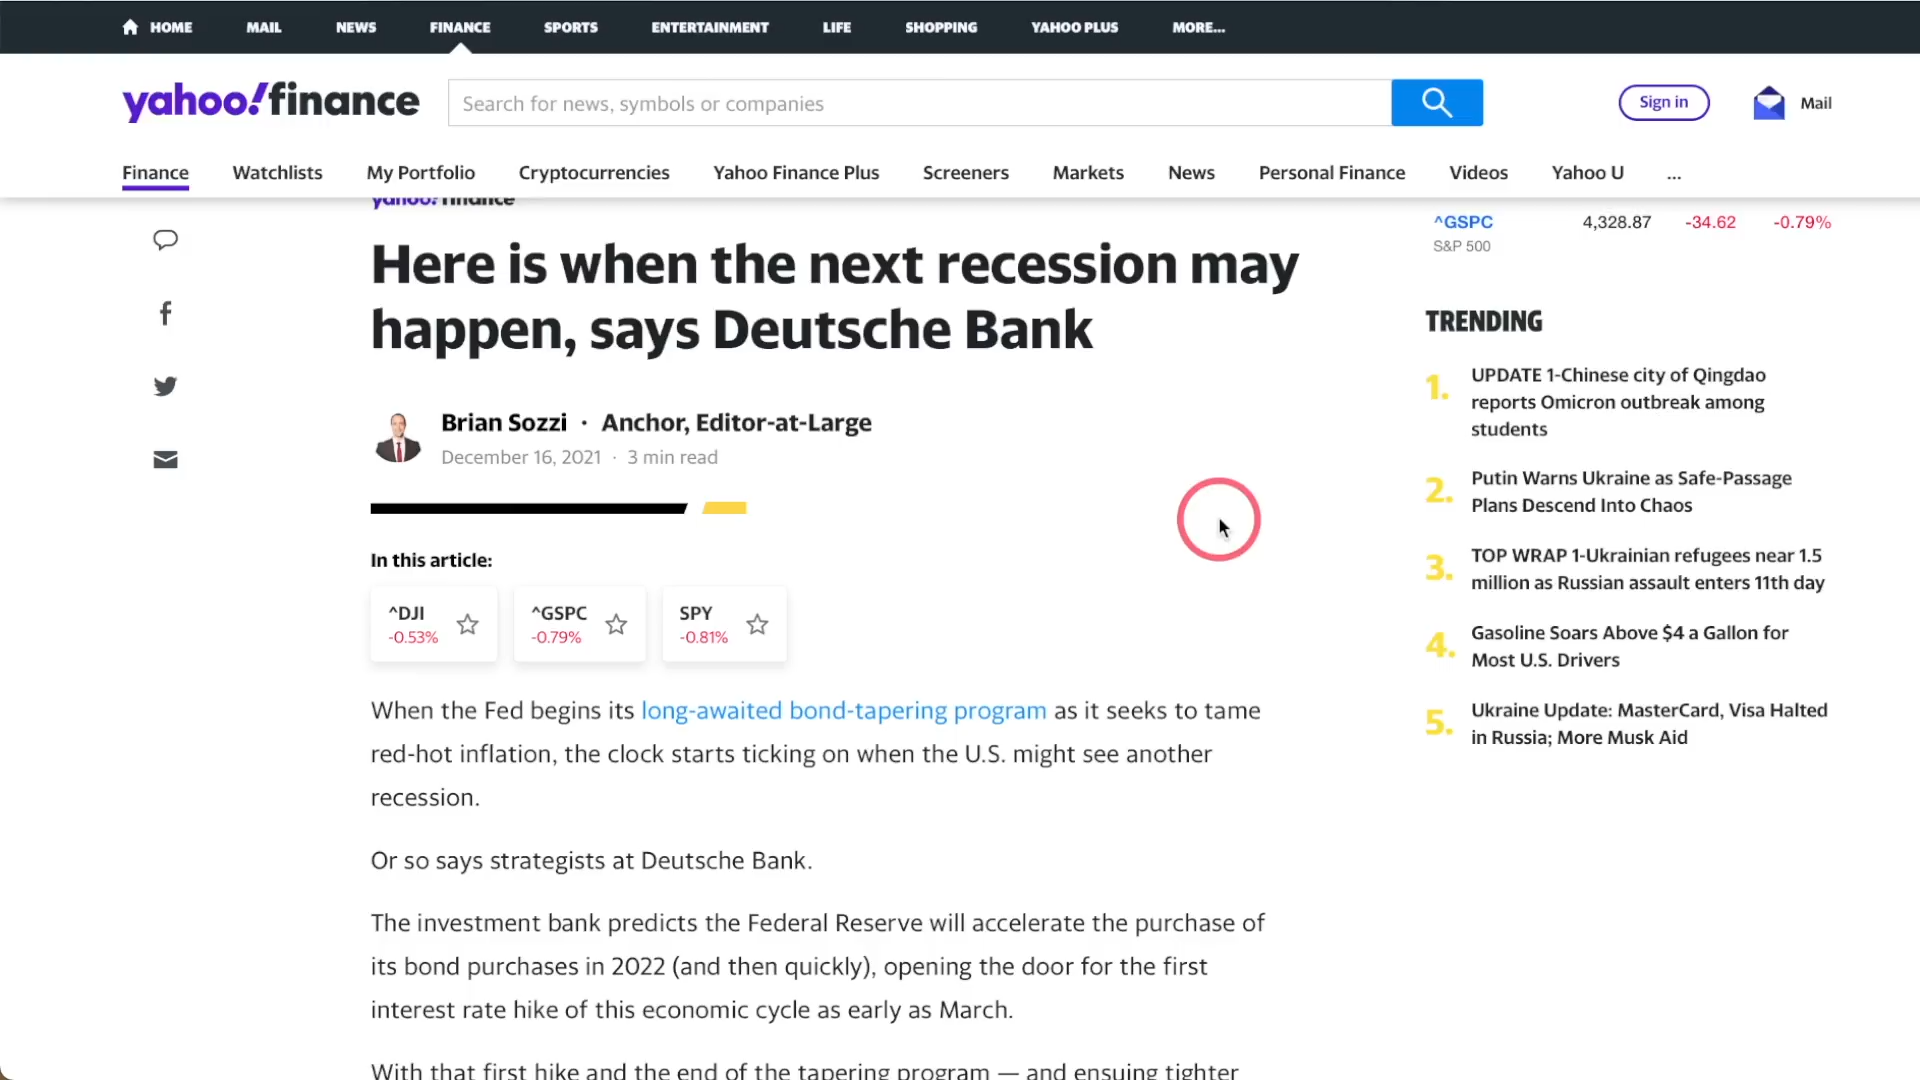 HOME MAIL NEWS FINANCE SPORTS ENTERTAINMENT LIFE SHOPPING YAHOO PLUS MORE...
yahoo!finance
Search for news, symbols or companies
Sign in
Mail
Finance Watchlists My Portfolio Cryptocurrencies Yahoo Finance Plus Screeners Markets News Personal Finance Videos Yahoo U ...
yahoo! finance
Here is when the next recession may
happen, says Deutsche Bank
Brian Sozzi · Anchor, Editor-at-Large
December 16, 2021 · 3 min read
In this article:
^DJI
-0.53%
^GSPC
-0.79%
SPY
-0.81%
When the Fed begins its long-awaited bond-tapering program as it seeks to tame
red-hot inflation, the clock starts ticking on when the U.S. might see another
recession.
Or so says strategists at Deutsche Bank.
The investment bank predicts the Federal Reserve will accelerate the purchase of
its bond purchases in 2022 (and then quickly), opening the door for the first
interest rate hike of this economic cycle as early as March.
With that first hike and the end of the tapering program — and ensuing tighter
^GSPC 4,328.87 -34.62 -0.79%
S&P 500
TRENDING
1. UPDATE 1-Chinese city of Qingdao
reports Omicron outbreak among
students
2. Putin Warns Ukraine as Safe-Passage
Plans Descend Into Chaos
3. TOP WRAP 1-Ukrainian refugees near 1.5
million as Russian assault enters 11th day
4. Gasoline Soars Above $4 a Gallon for
Most U.S. Drivers
5. Ukraine Update: MasterCard, Visa Halted
in Russia; More Musk Aid